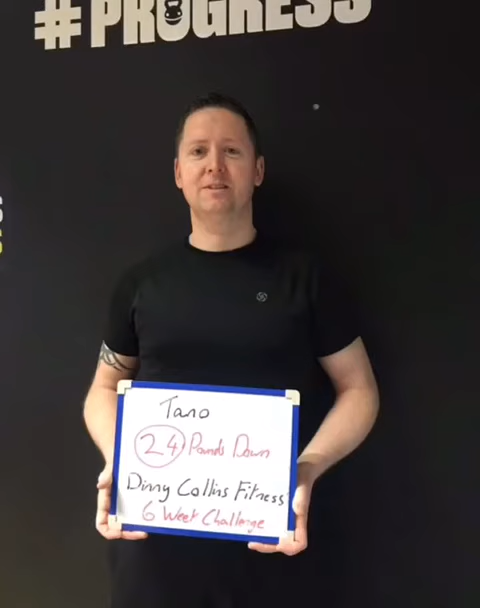 #PROGRESS
Tano
24 Pounds Down
Dinny Collins Fitness
6 Week Challenge